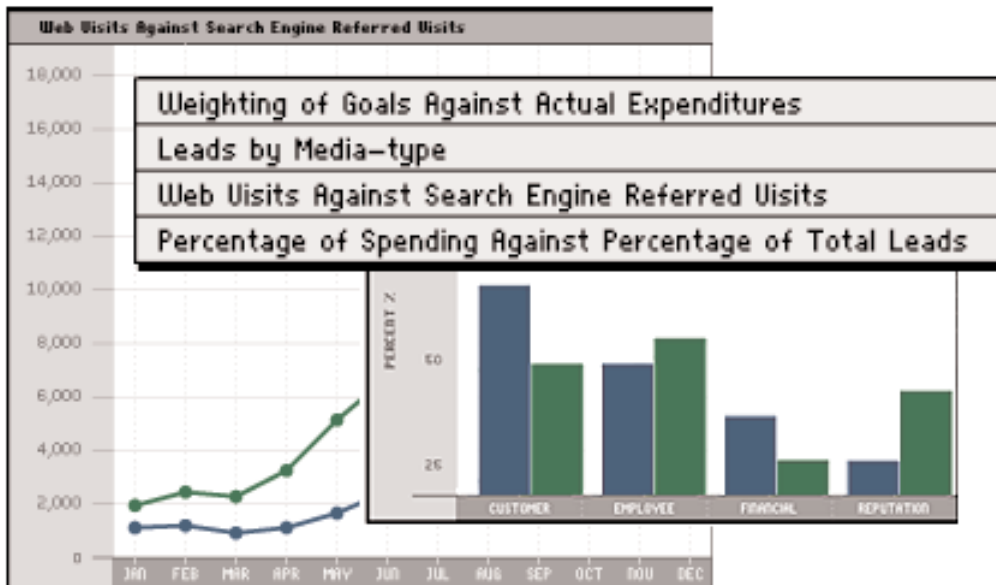 Web Visits Against Search Engine Referred Visits
18,000
16,000
14,000
12,000
10,000
8,000
6,000
4,000
2,000
0
JAN FEB MAR APR MAY JUN JUL AUG SEP OCT NOV DEC
Weighting of Goals Against Actual Expenditures
Leads by Media-type
Web Visits Against Search Engine Referred Visits
Percentage of Spending Against Percentage of Total Leads
PERCENT %
50
25
CUSTOMER EMPLOYEE FINANCIAL REPUTATION